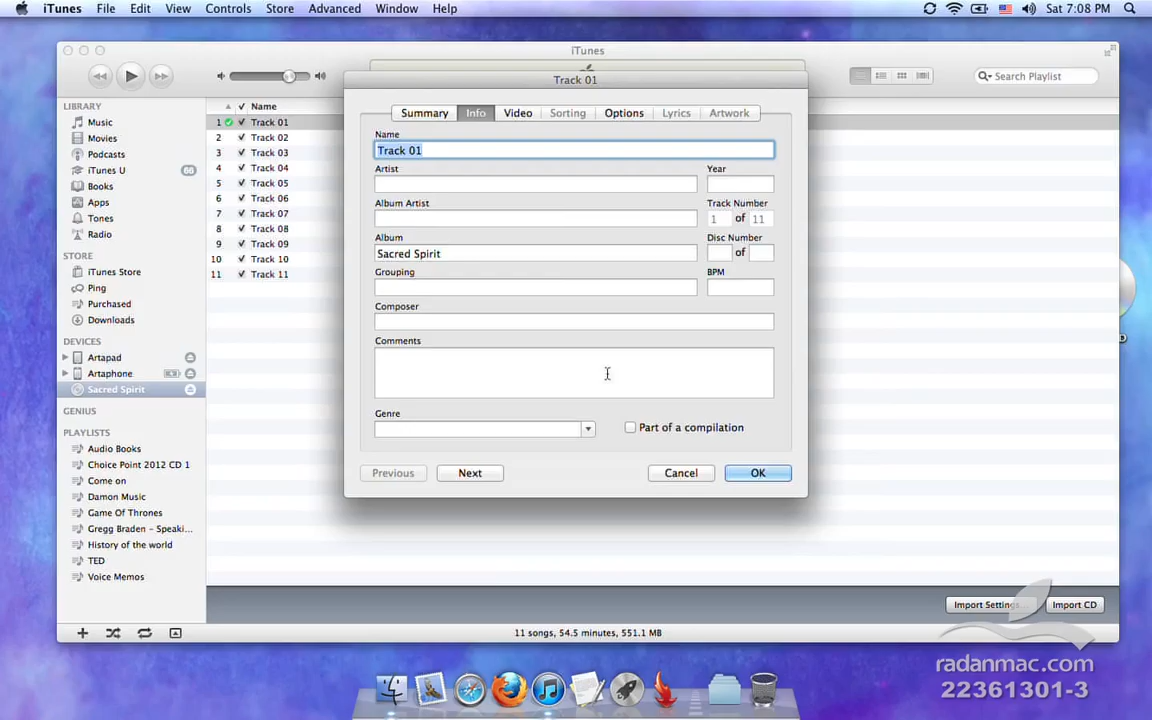 iTunes File Edit View Controls Store Advanced Window Help Sat 7:08 PM
iTunes
Search Playlist
Track 01
Summary Info Video Sorting Options Lyrics Artwork
Name
Track 01
Artist Year
Album Artist Track Number
1 of 11
Album Disc Number
Sacred Spirit of
Grouping BPM
Composer
Comments
Genre
Part of a compilation
Previous Next Cancel OK
LIBRARY
Music
Movies
Podcasts
iTunes U 66
Books
Apps
Tones
Radio
STORE
iTunes Store
Ping
Purchased
Downloads
DEVICES
Artapad
Artaphone
Sacred Spirit
GENIUS
PLAYLISTS
Audio Books
Choice Point 2012 CD 1
Come on
Damon Music
Game Of Thrones
Gregg Braden - Speaki...
History of the world
TED
Voice Memos
Name
1 Track 01
2 Track 02
3 Track 03
4 Track 04
5 Track 05
6 Track 06
7 Track 07
8 Track 08
9 Track 09
10 Track 10
11 Track 11
Import Settings... Import CD
11 songs, 54.5 minutes, 551.1 MB
radanmac.com
22361301-3